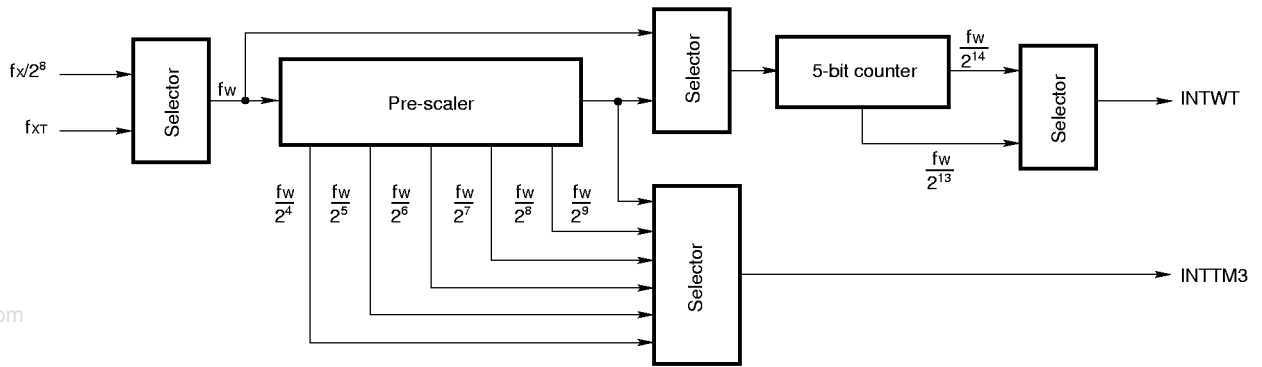 fX/2⁸
fXT
Selector
fW
Pre-scaler
Selector
5-bit counter
fW
2¹⁴
fW
2¹³
Selector
INTWT
fW
2⁴
fW
2⁵
fW
2⁶
fW
2⁷
fW
2⁸
fW
2⁹
Selector
INTTM3
om